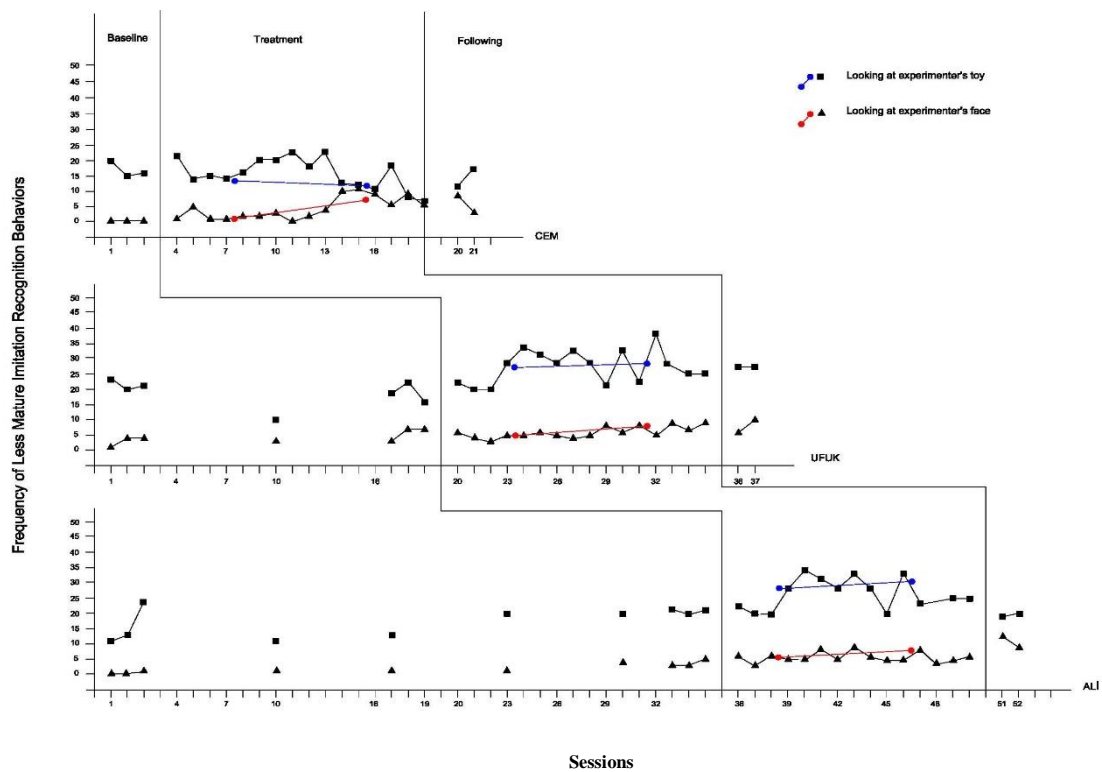 Baseline
Treatment
Following
Looking at experimenter's toy
Looking at experimenter's face
Frequency of Less Mature Imitation Recognition Behaviors
50
45
40
35
30
25
20
15
10
5
0
1 4 7 10 13 16 20 21
CEM
50
45
40
35
30
25
20
15
10
5
0
1 4 7 10 16 20 23 26 29 32 36 37
UFUK
50
45
40
35
30
25
20
15
10
5
0
1 4 7 10 16 19 20 23 26 29 32 36 39 42 45 48 51 52
ALİ
Sessions